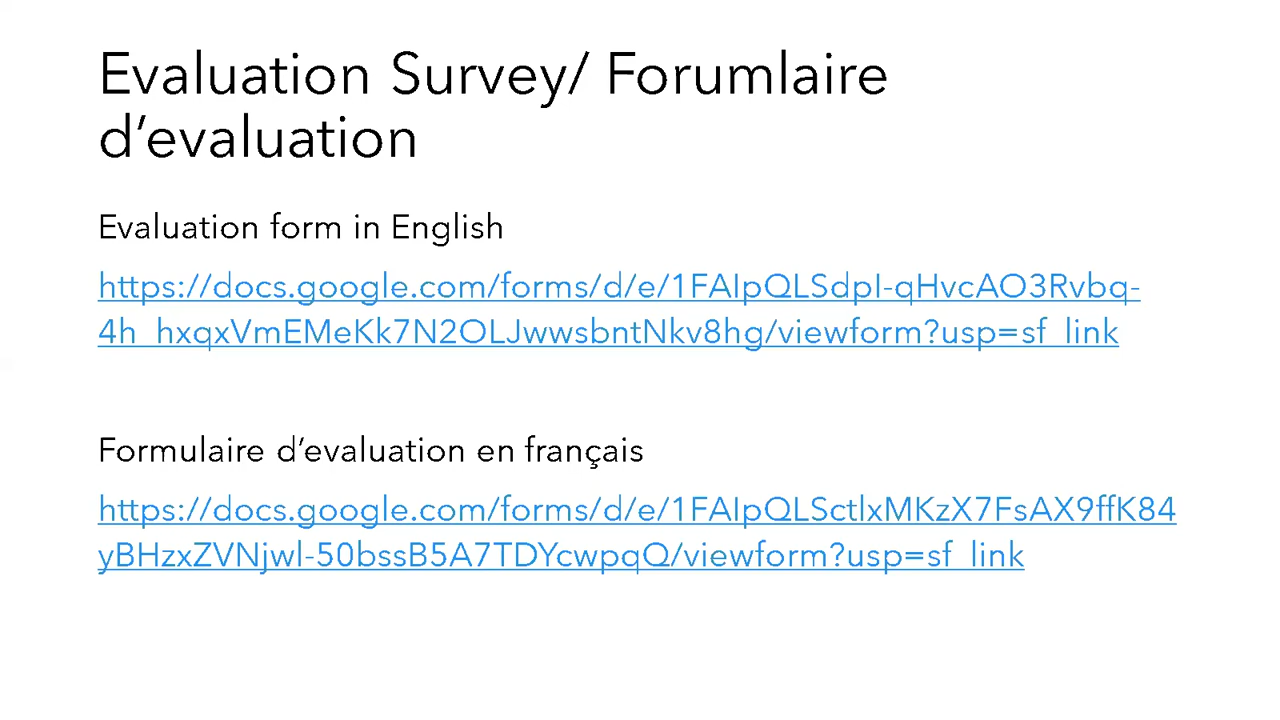 Evaluation Survey/ Forumlaire
d’evaluation
Evaluation form in English
https://docs.google.com/forms/d/e/1FAIpQLSdpI-qHvcAO3Rvbq-
4h_hxqxVmEMeKk7N2OLJwwsbntNkv8hg/viewform?usp=sf_link
Formulaire d’evaluation en français
https://docs.google.com/forms/d/e/1FAIpQLSctlxMKzX7FsAX9ffK84
yBHzxZVNjwl-50bssB5A7TDYcwpqQ/viewform?usp=sf_link